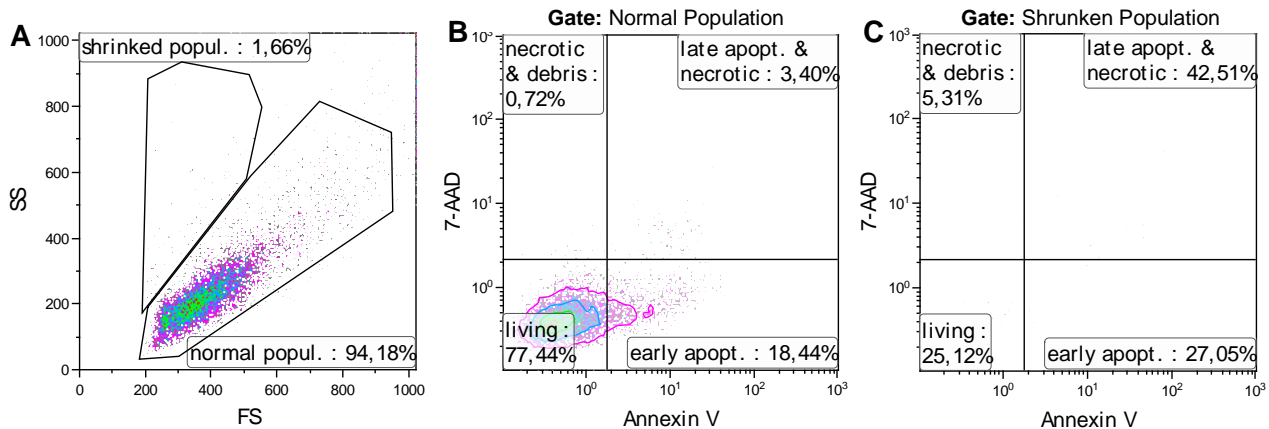 A
shrinked popul. : 1,66%
1000
800
600
400
200
0
SS
normal popul. : 94,18%
0
200
400
600
800
1000
FS
B
Gate: Normal Population
10³
10²
10¹
10⁰
7-AAD
necrotic
& debris :
0,72%
late apopt. &
necrotic : 3,40%
living :
77,44%
early apopt. : 18,44%
10⁰
10¹
10²
10³
Annexin V
C
Gate: Shrunken Population
10³
10²
10¹
10⁰
7-AAD
necrotic
& debris :
5,31%
late apopt. &
necrotic : 42,51%
living :
25,12%
early apopt. : 27,05%
10⁰
10¹
10²
10³
Annexin V